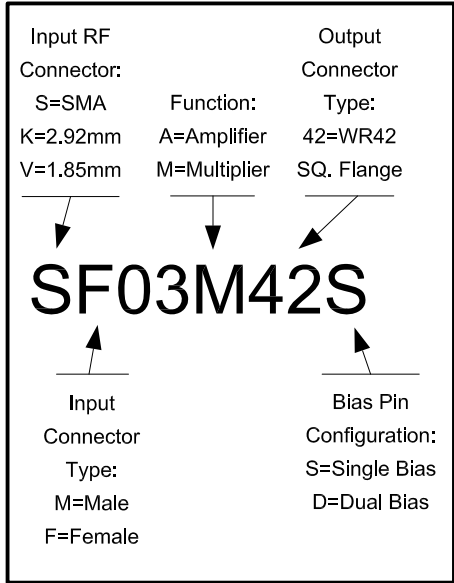 Input RF
Connector:
S=SMA
K=2.92mm
V=1.85mm
Function:
A=Amplifier
M=Multiplier
Output
Connector
Type:
42=WR42
SQ. Flange
SF03M42S
Input
Connector
Type:
M=Male
F=Female
Bias Pin
Configuration:
S=Single Bias
D=Dual Bias